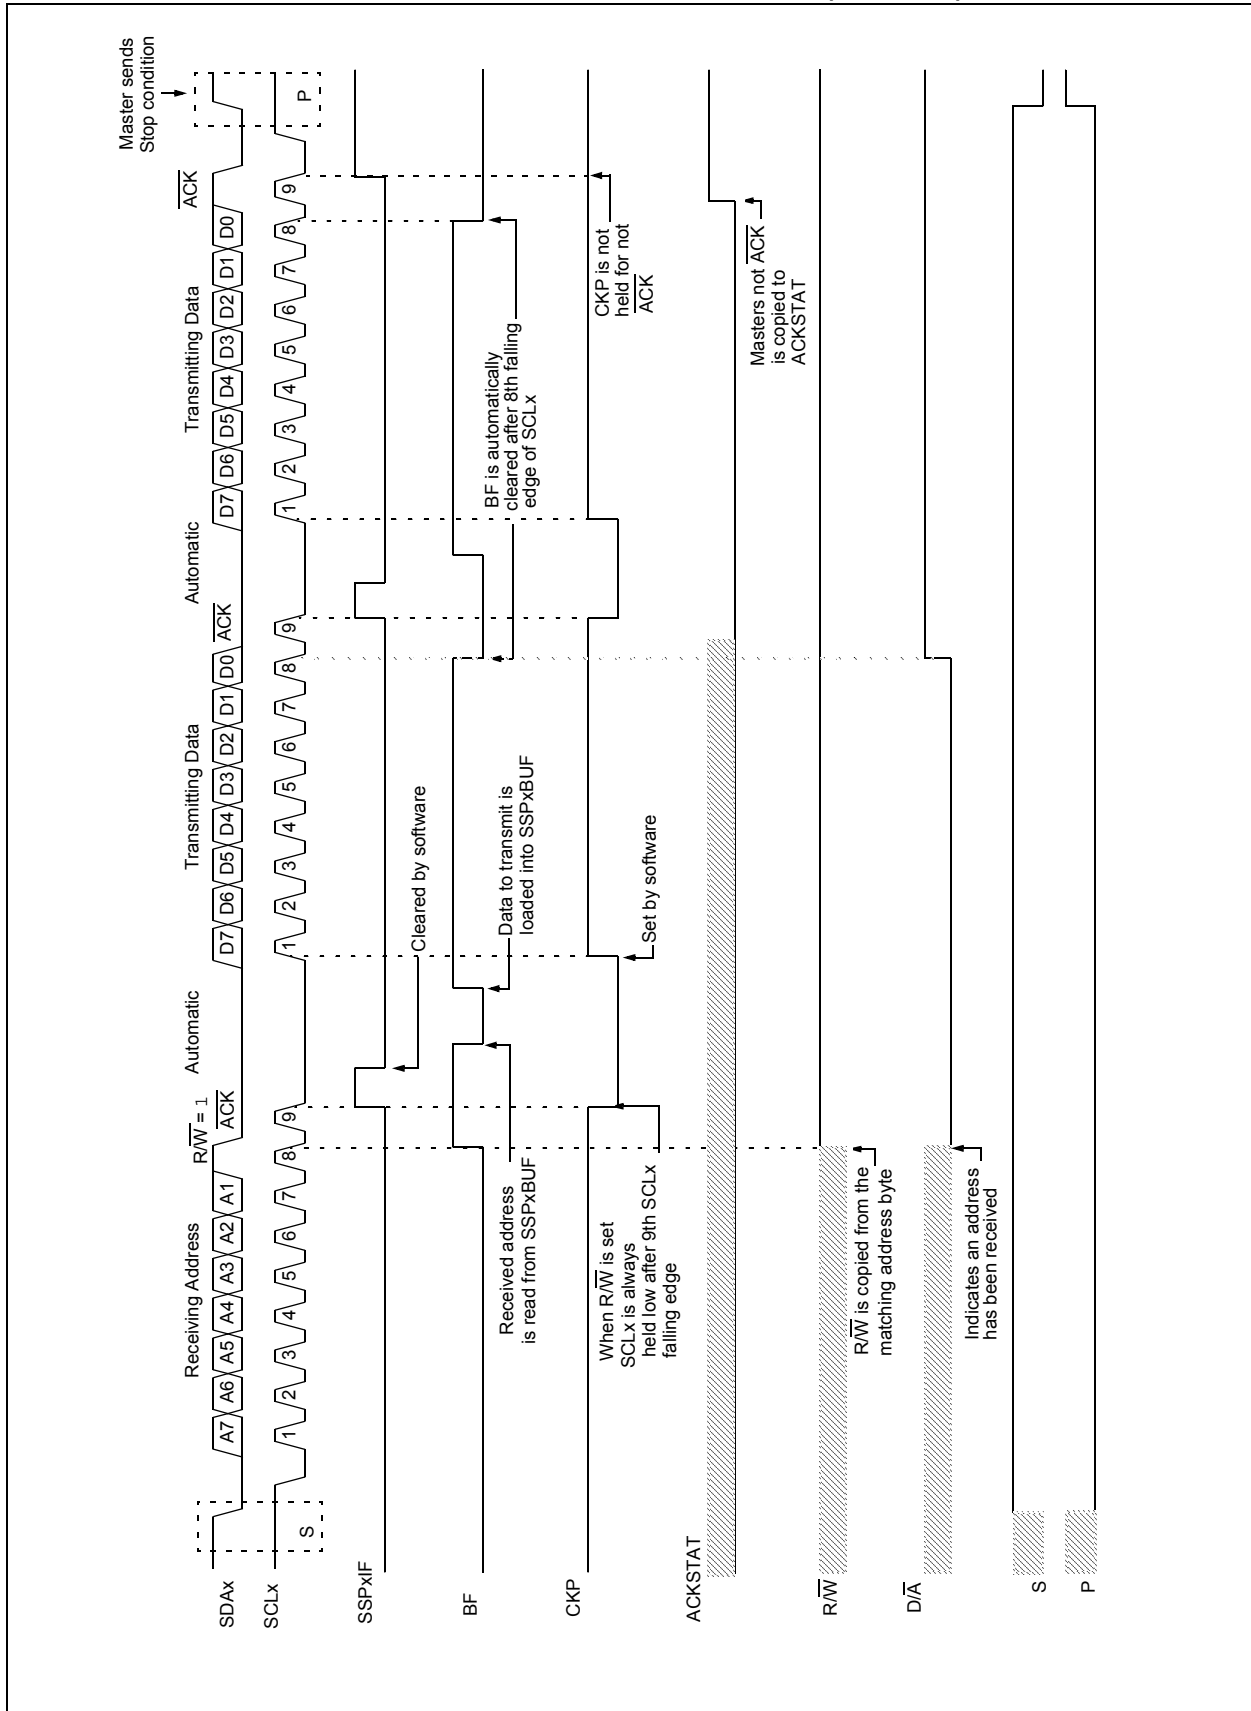 Master sends
Stop condition
Receiving Address
R/W = 1
ACK
Automatic
Transmitting Data
ACK
Automatic
Transmitting Data
ACK
SDAx
A7 A6 A5 A4 A3 A2 A1
D7 D6 D5 D4 D3 D2 D1 D0
D7 D6 D5 D4 D3 D2 D1 D0
SCLx
S
1 2 3 4 5 6 7 8 9
1 2 3 4 5 6 7 8 9
1 2 3 4 5 6 7 8 9
P
SSPxIF
Cleared by software
BF
Received address
is read from SSPxBUF
Data to transmit is
loaded into SSPxBUF
BF is automatically
cleared after 8th falling
edge of SCLx
CKP
When R/W is set
SCLx is always
held low after 9th SCLx
falling edge
Set by software
CKP is not
held for not
ACK
ACKSTAT
Masters not ACK
is copied to
ACKSTAT
R/W
R/W is copied from the
matching address byte
D/A
Indicates an address
has been received
S
P